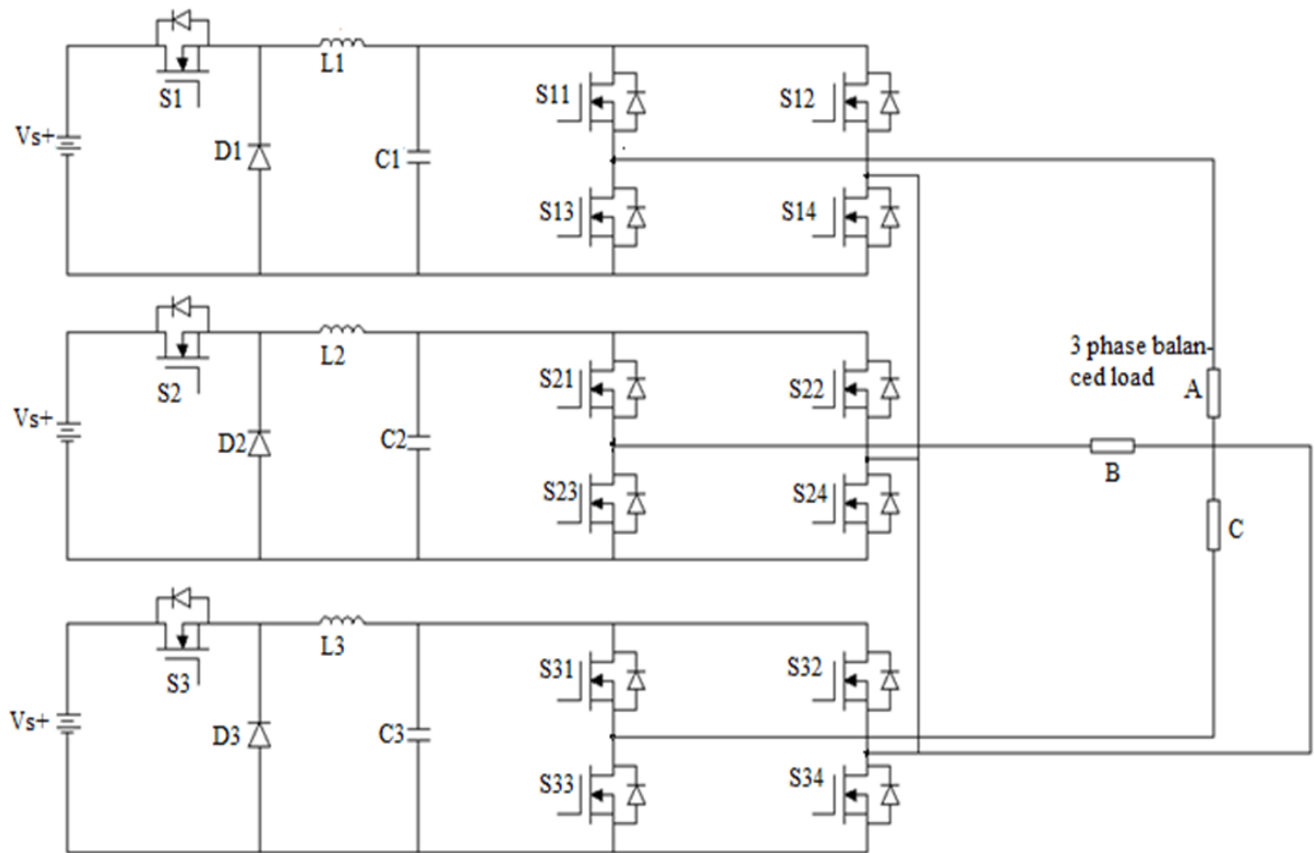 S1
L1
Vs+
D1
C1
S11
S12
S13
S14
S2
L2
Vs+
D2
C2
S21
S22
S23
S24
3 phase balan-
ced load
A
B
C
S3
L3
Vs+
D3
C3
S31
S32
S33
S34